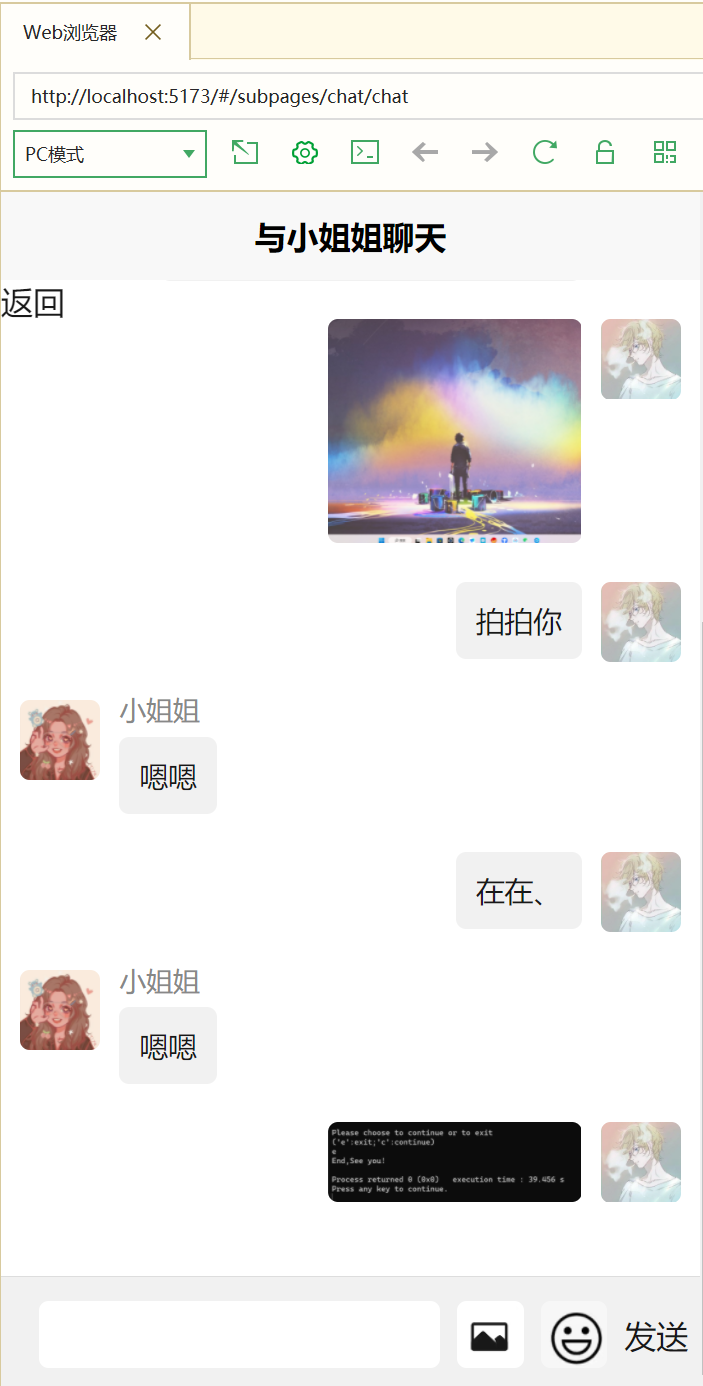 Web浏览器
http://localhost:5173/#/subpages/chat/chat
PC模式
与小姐姐聊天
返回
拍拍你
小姐姐
嗯嗯
在在、
小姐姐
嗯嗯
Please choose to continue or to exit
('e':exit;'c':continue)
e
End,See you!
Process returned 0 (0x0) execution time : 39.456 s
Press any key to continue.
发送